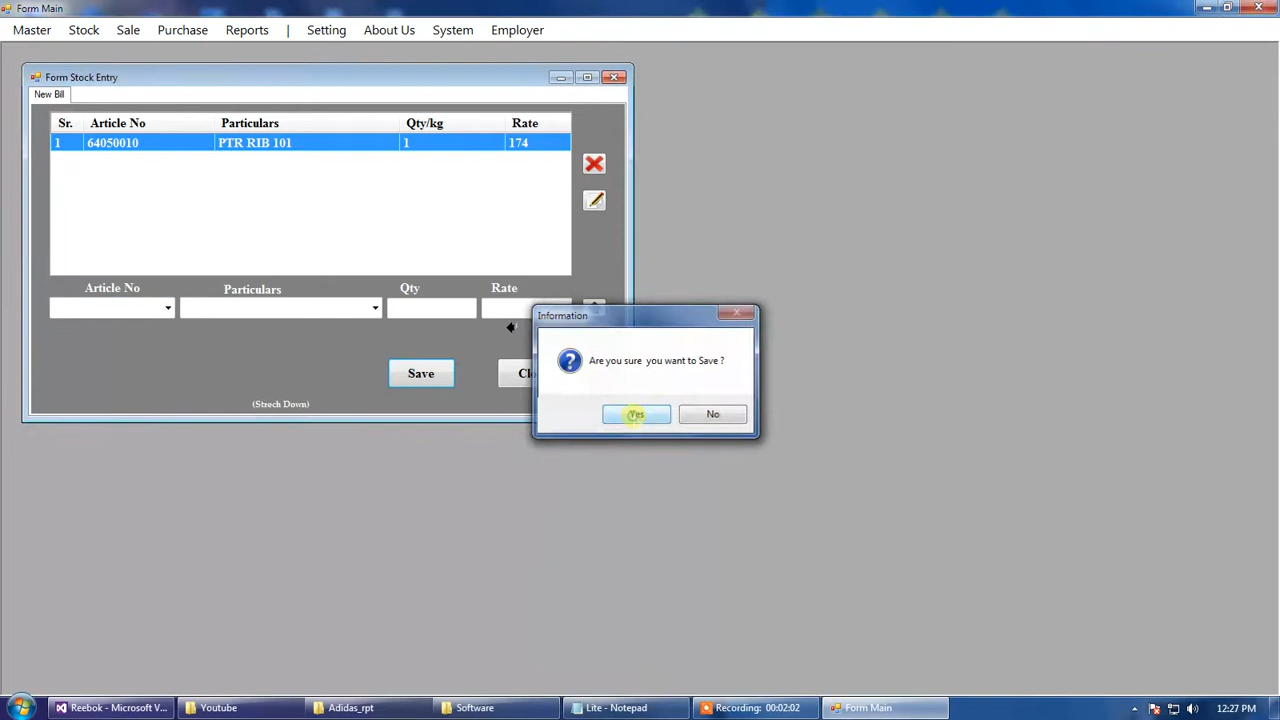 Form Main
Master Stock Sale Purchase Reports | Setting About Us System Employer
Form Stock Entry
New Bill
Sr. Article No Particulars Qty/kg Rate
1 64050010 PTR RIB 101 1 174
Article No Particulars Qty Rate
Information
Are you sure you want to Save ?
Save Clo
Yes No
(Strech Down)
Reebok - Microsoft V... Youtube Adidas_rpt Software Lite - Notepad Recording: 00:02:02 Form Main 12:27 PM